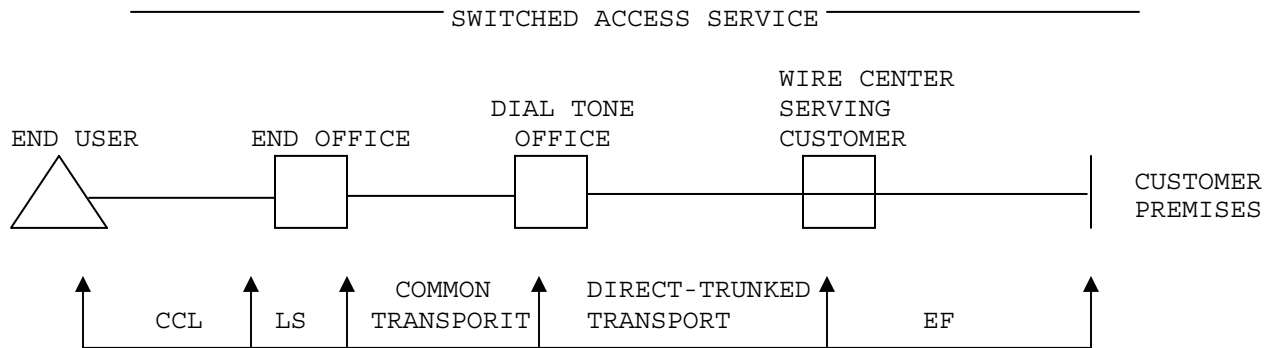 SWITCHED ACCESS SERVICE
WIRE CENTER
SERVING
CUSTOMER
DIAL TONE
OFFICE
END USER
END OFFICE
CUSTOMER
PREMISES
CCL
LS
COMMON
TRANSPORIT
DIRECT-TRUNKED
TRANSPORT
EF